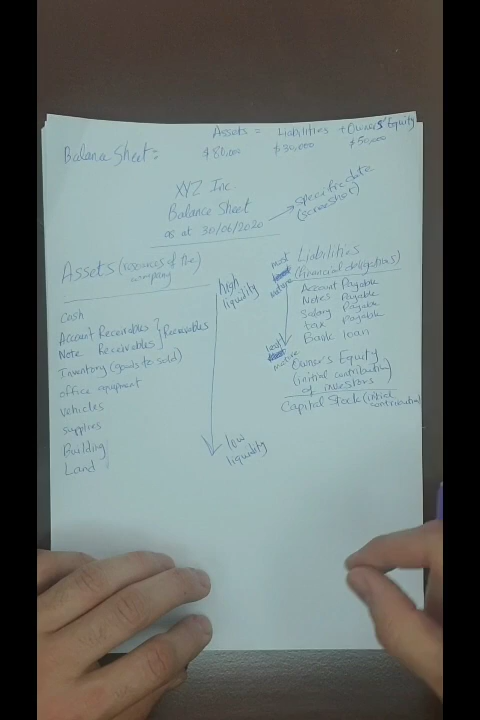 Assets = Liabilities + Owners' Equity
Balance Sheet:
$80,000 $30,000 $50,000
XYZ Inc.
Balance Sheet
as at 30/06/2020
specific date
(screenshot)
Assets (resources of the
company)
Cash
Account Receivables
Note Receivables
Receivables
Inventory (goods to sold)
office equipment
vehicles
supplies
Building
Land
high
liquidity
low
liquidity
Liabilities
(financial obligations)
most
mature
Account Payable
Notes Payable
Salary Payable
tax Payable
Bank loan
least
mature
Owner's Equity
(initial contribution
of investors
Capital Stock (initial
contribution)